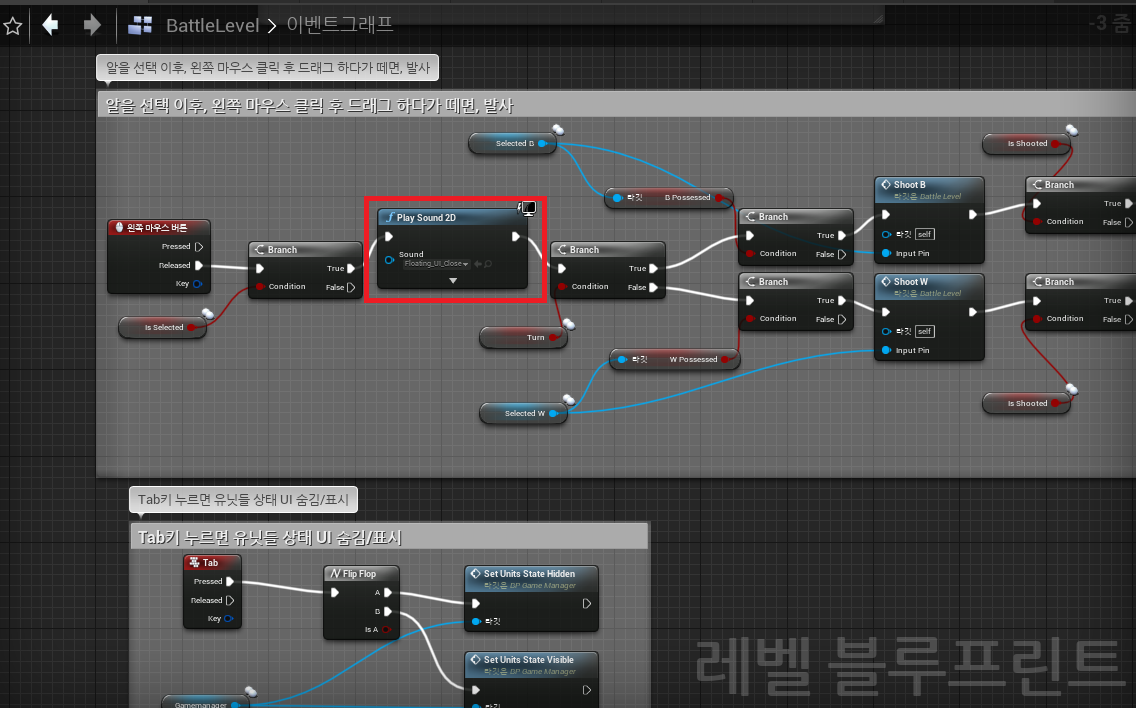 BattleLevel > 이벤트그래프
-3 줌
알을 선택 이후, 왼쪽 마우스 클릭 후 드래그 하다가 떼면, 발사
알을 선택 이후, 왼쪽 마우스 클릭 후 드래그 하다가 떼면, 발사
Selected B
Is Shooted
타깃 B Possessed
Shoot B
타깃은 Battle Level
타깃 self
Input Pin
Branch
True
Condition
False
왼쪽 마우스 버튼
Pressed
Released
Key
Is Selected
Branch
True
Condition
False
Play Sound 2D
Sound
Floating_UI_Close
Branch
True
Condition
False
Turn
Branch
True
Condition
False
Branch
True
Condition
False
Shoot W
타깃은 Battle Level
타깃 self
Input Pin
Branch
True
Condition
False
타깃 W Possessed
Selected W
Is Shooted
Tab키 누르면 유닛들 상태 UI 숨김/표시
Tab키 누르면 유닛들 상태 UI 숨김/표시
Tab
Pressed
Released
Key
Flip Flop
A
B
Is A
Set Units State Hidden
타깃은 BP Game Manager
타깃
Set Units State Visible
타깃은 BP Game Manager
타깃
Gamemanager
레벨 블루프린트